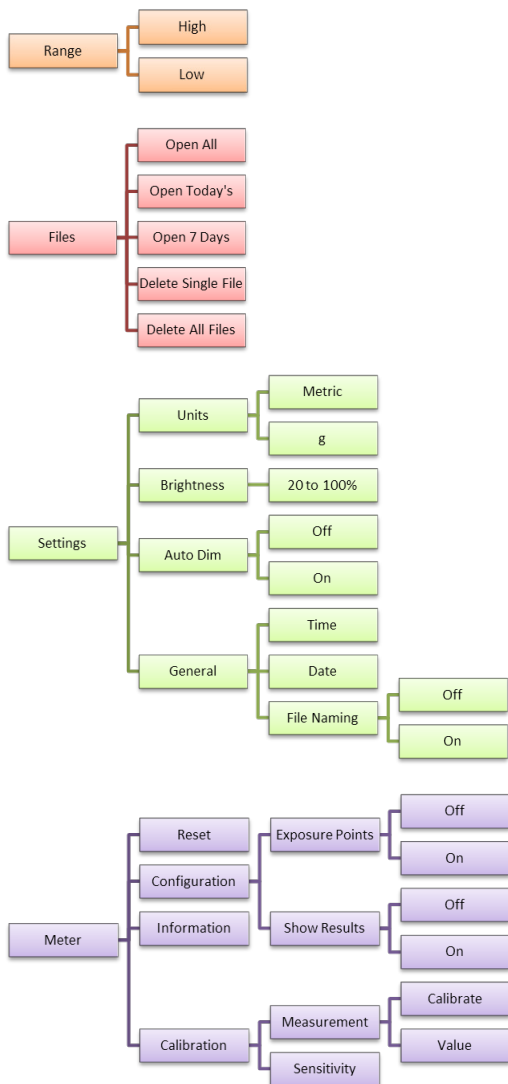 Range
High
Low
Files
Open All
Open Today's
Open 7 Days
Delete Single File
Delete All Files
Settings
Units
Metric
g
Brightness
20 to 100%
Auto Dim
Off
On
General
Time
Date
File Naming
Off
On
Meter
Reset
Configuration
Exposure Points
Off
On
Show Results
Off
On
Information
Calibration
Measurement
Calibrate
Value
Sensitivity